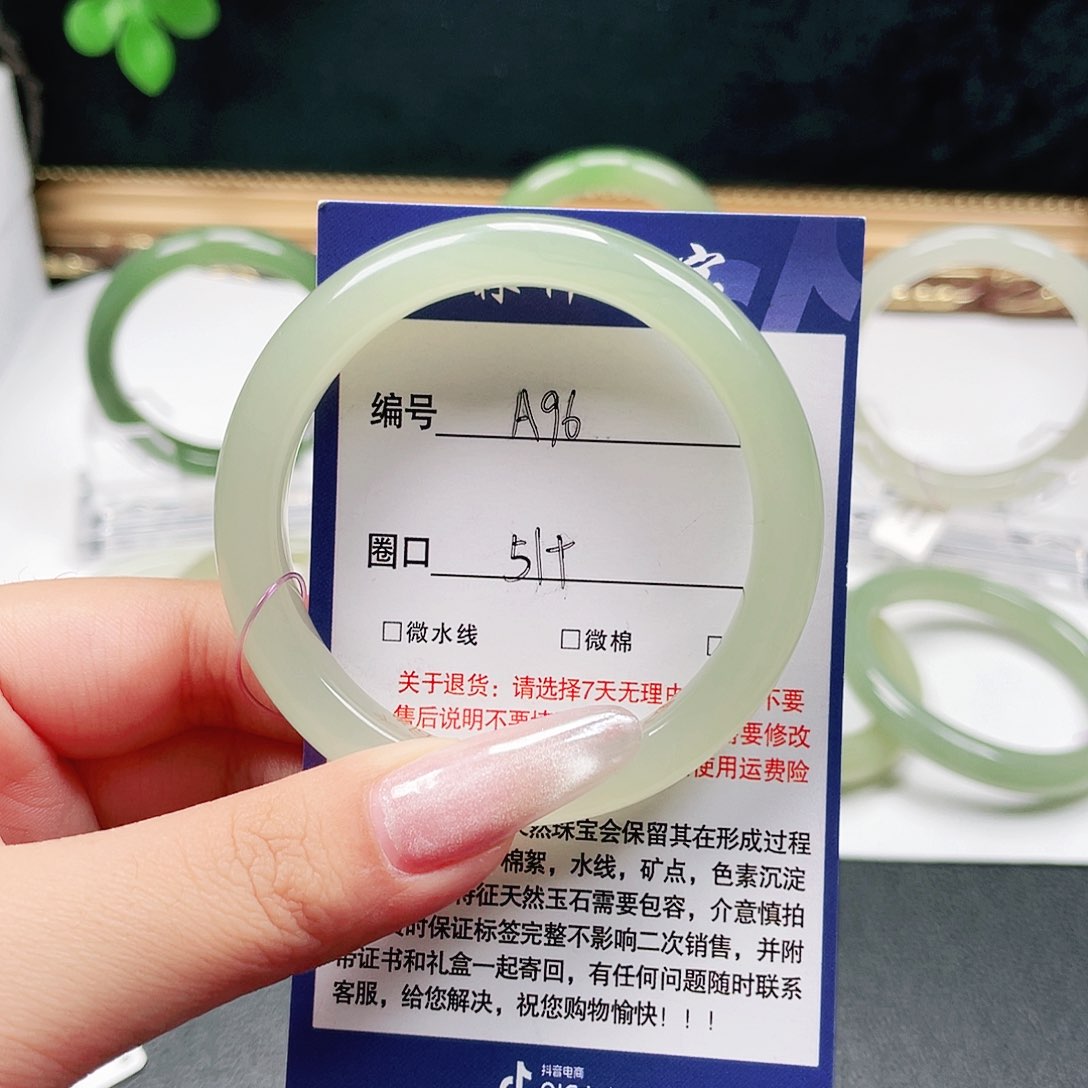 编号 A96
圈口 51+
□微水线 □微棉 □
关于退货：请选择7天无理由 不要
售后说明不要 需要修改
使用运费险
天然珠宝会保留其在形成过程
棉絮，水线，矿点，色素沉淀
特征天然玉石需要包容，介意慎拍
时保证标签完整不影响二次销售，并附
带证书和礼盒一起寄回，有任何问题随时联系
客服，给您解决，祝您购物愉快！！！
抖音电商